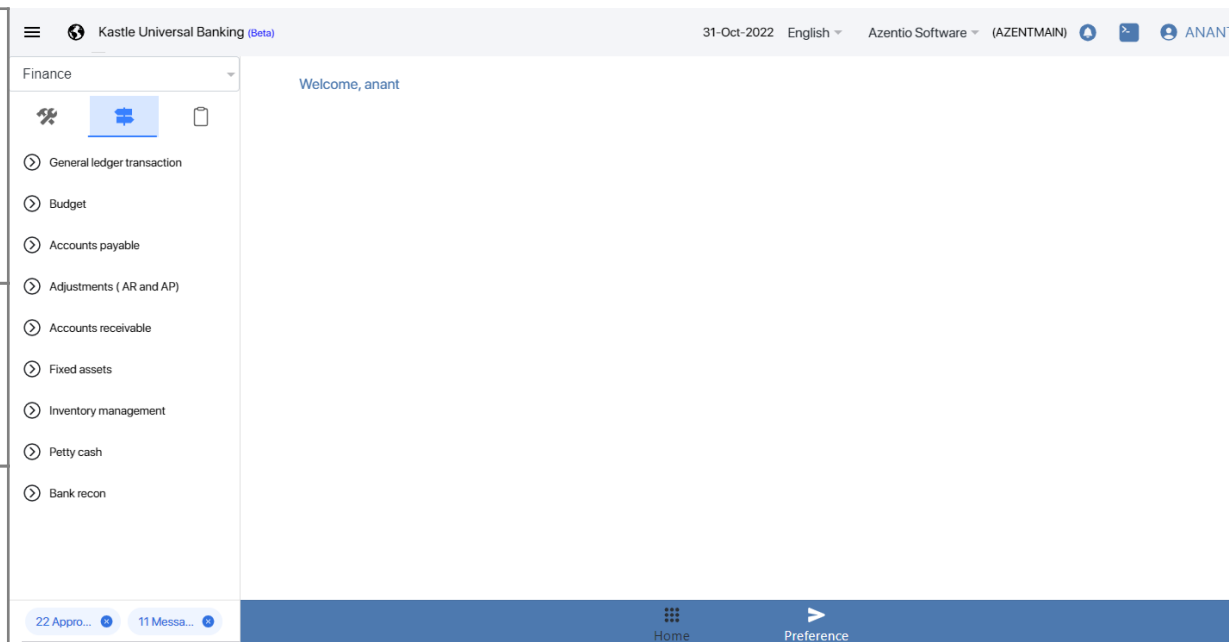 Kastle Universal Banking (Beta)
31-Oct-2022 English Azentio Software (AZENTMAIN) ANANT
Finance
Welcome, anant
General ledger transaction
Budget
Accounts payable
Adjustments ( AR and AP)
Accounts receivable
Fixed assets
Inventory management
Petty cash
Bank recon
22 Appro... 11 Messa...
Home Preference